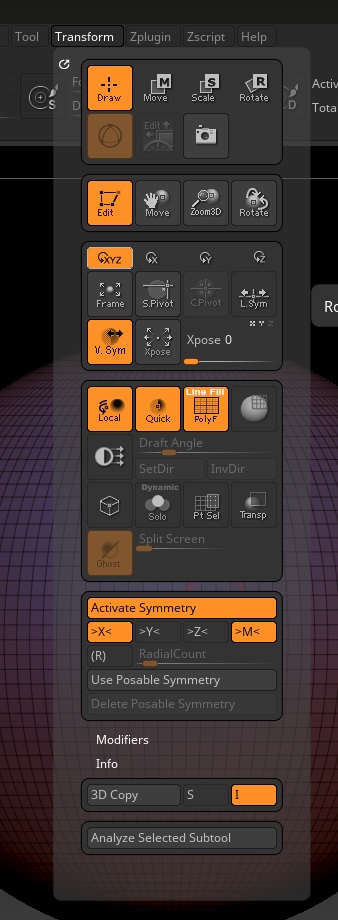 Tool Transform Zplugin Zscript Help
S D Activ
Tota
M S R
Draw Move Scale Rotate
Edit
Edit Move Zoom3D Rotate
XYZ X Y Z
Frame S.Pivot C.Pivot L.Sym
V. Sym Xpose Xpose 0
X Y Z
Line Fill
Local Quick PolyF
Draft Angle
SetDir InvDir
Dynamic
Solo Pt Sel Transp
Split Screen
Ghost
Activate Symmetry
>X< >Y< >Z< >M<
(R) RadialCount
Use Posable Symmetry
Delete Posable Symmetry
Modifiers
Info
3D Copy S I
Analyze Selected Subtool
Ro